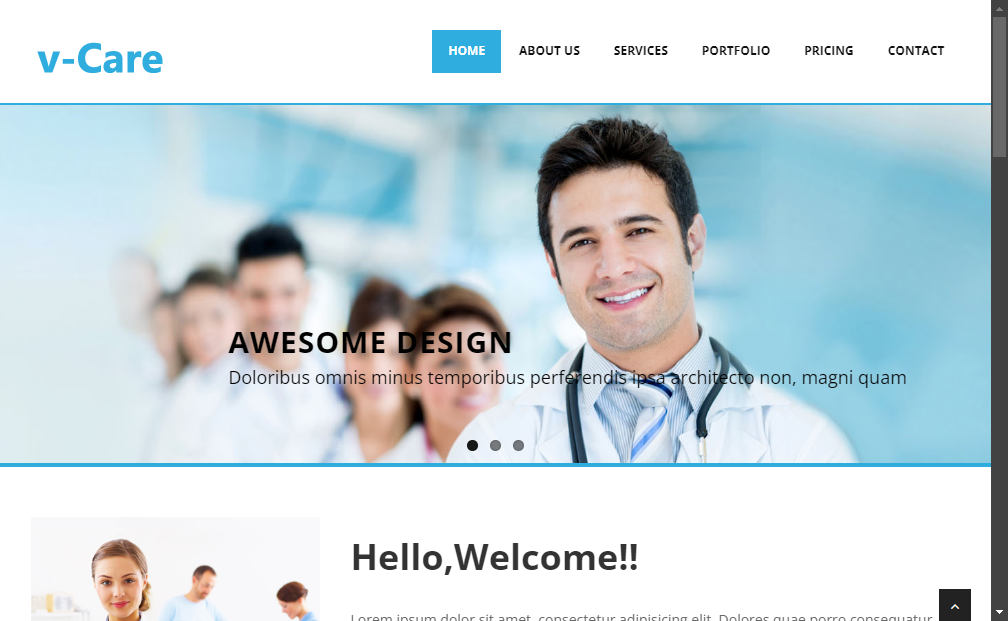 v-Care
HOME ABOUT US SERVICES PORTFOLIO PRICING CONTACT
AWESOME DESIGN
Doloribus omnis minus temporibus perferendis ipsa architecto non, magni quam
Hello,Welcome!!
Lorem ipsum dolor sit amet, consectetur adipisicing elit. Dolores quae porro consequatur